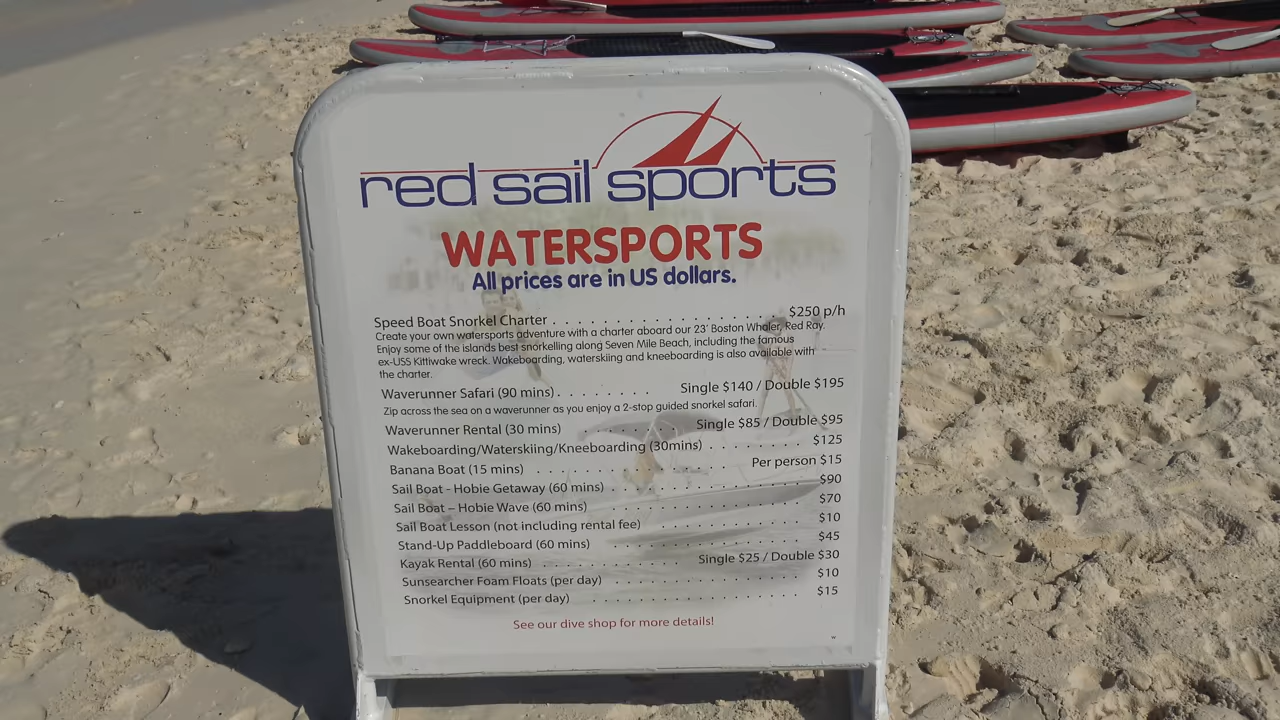 red sail sports
WATERSPORTS
All prices are in US dollars.
Speed Boat Snorkel Charter . . . . . . . . . . . . . . . . . . . . . . . . $250 p/h
Create your own watersports adventure with a charter aboard our 23' Boston Whaler, Red Ray.
Enjoy some of the islands best snorkelling along Seven Mile Beach, including the famous
ex-USS Kittiwake wreck. Wakeboarding, waterskiing and kneeboarding is also available with
the charter.
Waverunner Safari (90 mins) . . . . . . . . Single $140 / Double $195
Zip across the sea on a waverunner as you enjoy a 2-stop guided snorkel safari.
Waverunner Rental (30 mins) . . . . . . . . Single $85 / Double $95
Wakeboarding/Waterskiing/Kneeboarding (30mins) . . . . . . . . $125
Banana Boat (15 mins) . . . . . . . . . . . . . . . . . Per person $15
Sail Boat - Hobie Getaway (60 mins) . . . . . . . . . . . . . . . . $90
Sail Boat – Hobie Wave (60 mins) . . . . . . . . . . . . . . . . . . $70
Sail Boat Lesson (not including rental fee) . . . . . . . . . . . . $10
Stand-Up Paddleboard (60 mins) . . . . . . . . . . . . . . . . . . $45
Kayak Rental (60 mins) . . . . . . . . . . . . Single $25 / Double $30
Sunsearcher Foam Floats (per day) . . . . . . . . . . . . . . . . . $10
Snorkel Equipment (per day) . . . . . . . . . . . . . . . . . . . . $15
See our dive shop for more details!
w